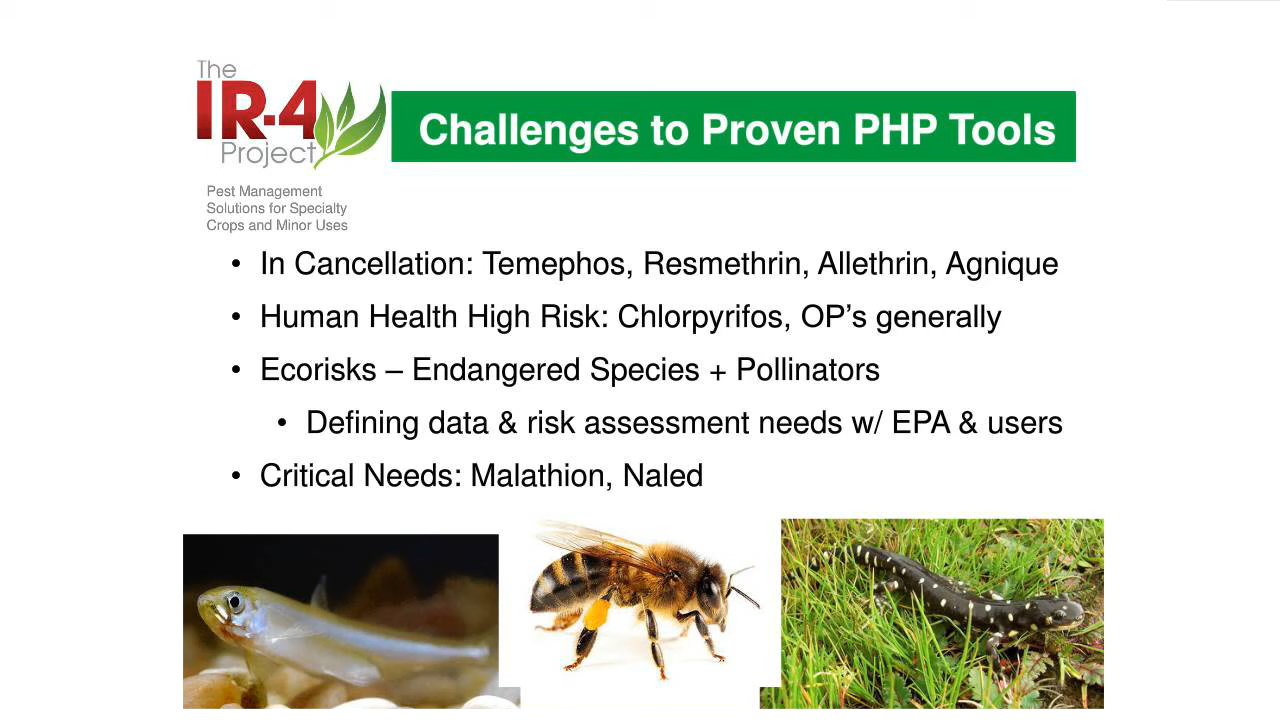 The
IR-4
Project
Challenges to Proven PHP Tools
Pest Management
Solutions for Specialty
Crops and Minor Uses
• In Cancellation: Temephos, Resmethrin, Allethrin, Agnique
• Human Health High Risk: Chlorpyrifos, OP’s generally
• Ecorisks – Endangered Species + Pollinators
• Defining data & risk assessment needs w/ EPA & users
• Critical Needs: Malathion, Naled